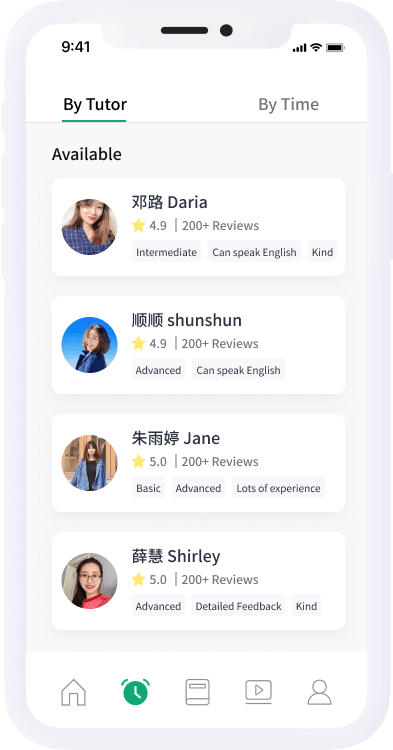 9:41
By Tutor By Time
Available
邓路 Daria
4.9 | 200+ Reviews
Intermediate Can speak English Kind
顺顺 shunshun
4.9 | 200+ Reviews
Advanced Can speak English
朱雨婷 Jane
5.0 | 200+ Reviews
Basic Advanced Lots of experience
薛慧 Shirley
5.0 | 200+ Reviews
Advanced Detailed Feedback Kind